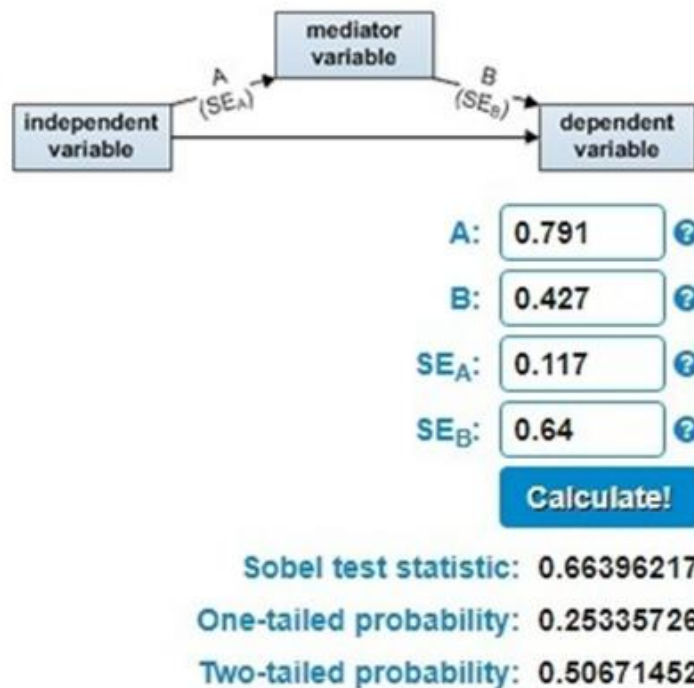 mediator
variable
A
(SEA)
B
(SEB)
independent
variable
dependent
variable
A: 0.791 ?
B: 0.427 ?
SEA: 0.117 ?
SEB: 0.64 ?
Calculate!
Sobel test statistic: 0.66396217
One-tailed probability: 0.25335726
Two-tailed probability: 0.50671452